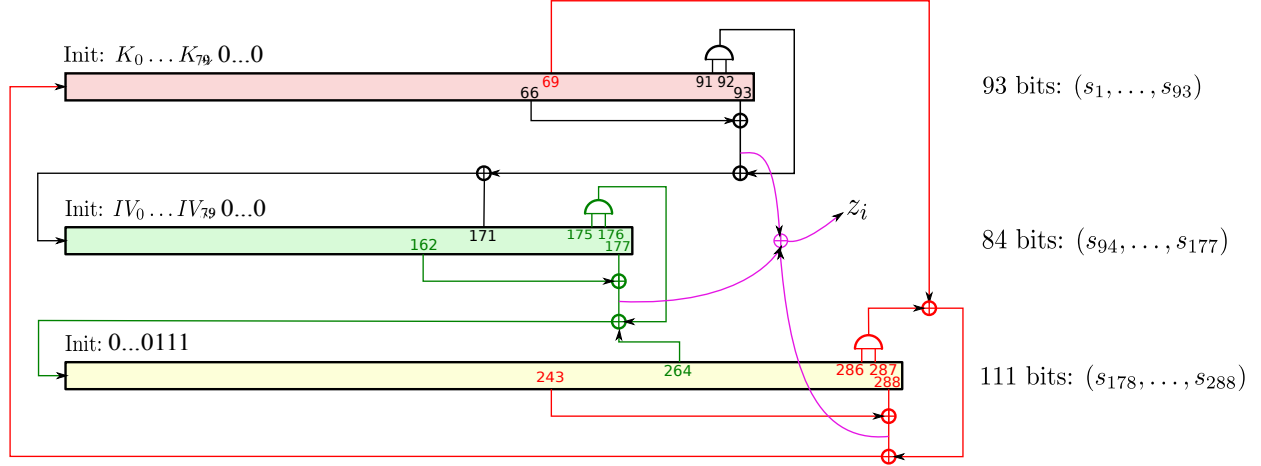 Init: K₀ … K₇₉, 0...0
69
91 92
66
93
93 bits: (s₁, …, s₉₃)
Init: IV₀ … IV₇₉, 0...0
171
175 176
162
177
zᵢ
84 bits: (s₉₄, …, s₁₇₇)
Init: 0...0111
243
264
286 287
288
111 bits: (s₁₇₈, …, s₂₈₈)